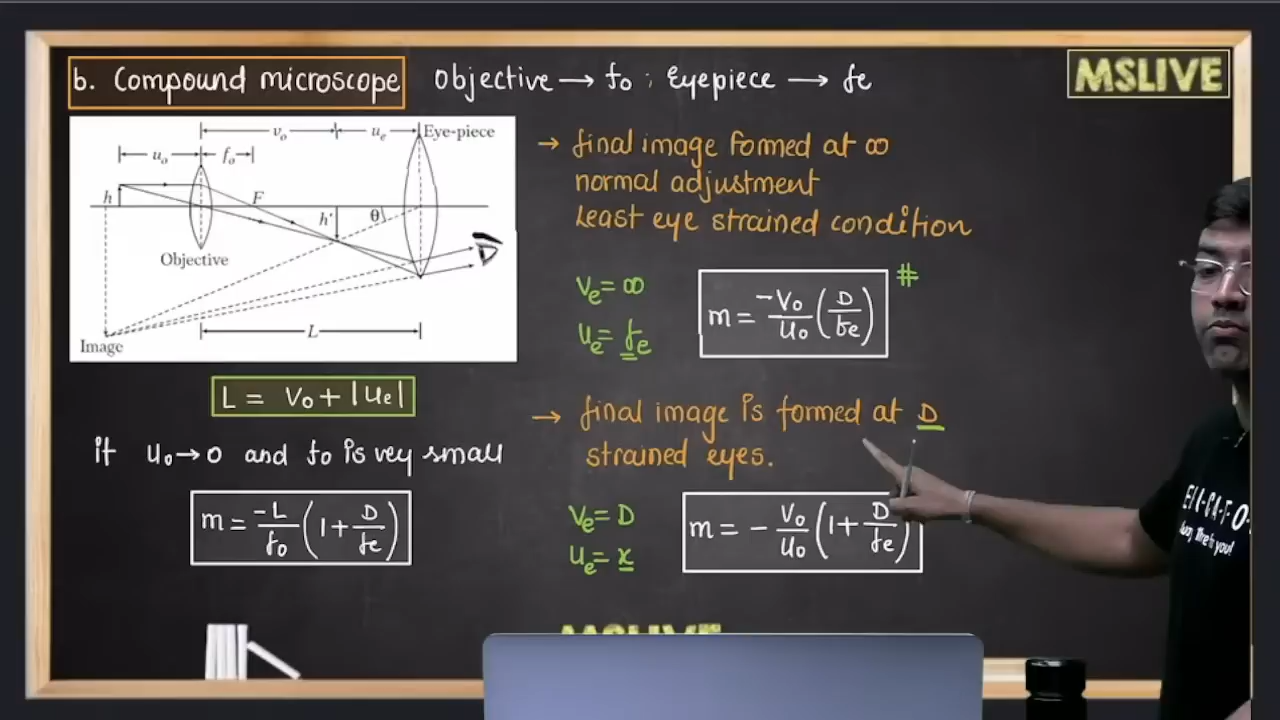 b. Compound microscope
Objective → fo ; Eyepiece → fe
MSLIVE
vo
ue
Eye-piece
uo
fo
h
F
h'
θ
Objective
D
L
Image
→ final image formed at ∞
normal adjustment
Least eye strained condition
Ve = ∞
ue = fe
m = -Vo/uo (D/fe)
#
L = Vo + |ue|
→ final image is formed at D
strained eyes.
if uo → 0 and fo is vey small
m = -L/fo (1 + D/fe)
Ve = D
ue = x
m = - Vo/uo (1 + D/fe)
MSLIVE